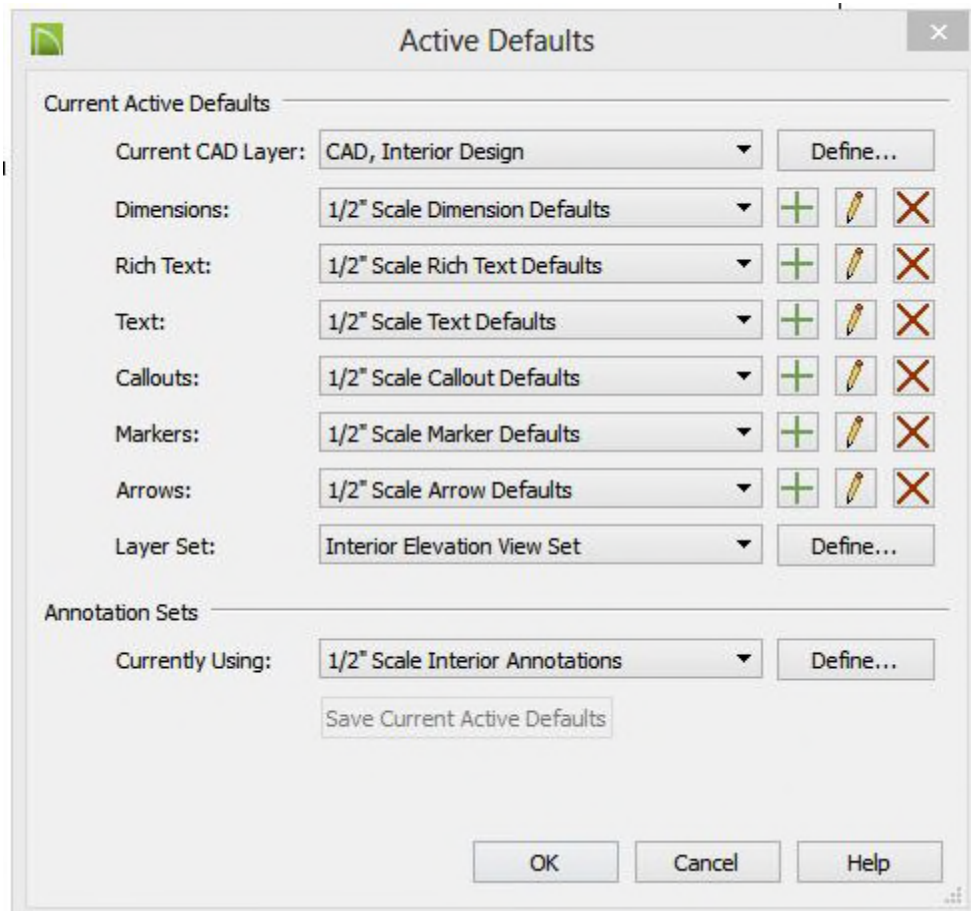 Active Defaults
Current Active Defaults
Current CAD Layer: CAD, Interior Design Define...
Dimensions: 1/2" Scale Dimension Defaults
Rich Text: 1/2" Scale Rich Text Defaults
Text: 1/2" Scale Text Defaults
Callouts: 1/2" Scale Callout Defaults
Markers: 1/2" Scale Marker Defaults
Arrows: 1/2" Scale Arrow Defaults
Layer Set: Interior Elevation View Set Define...
Annotation Sets
Currently Using: 1/2" Scale Interior Annotations Define...
Save Current Active Defaults
OK Cancel Help